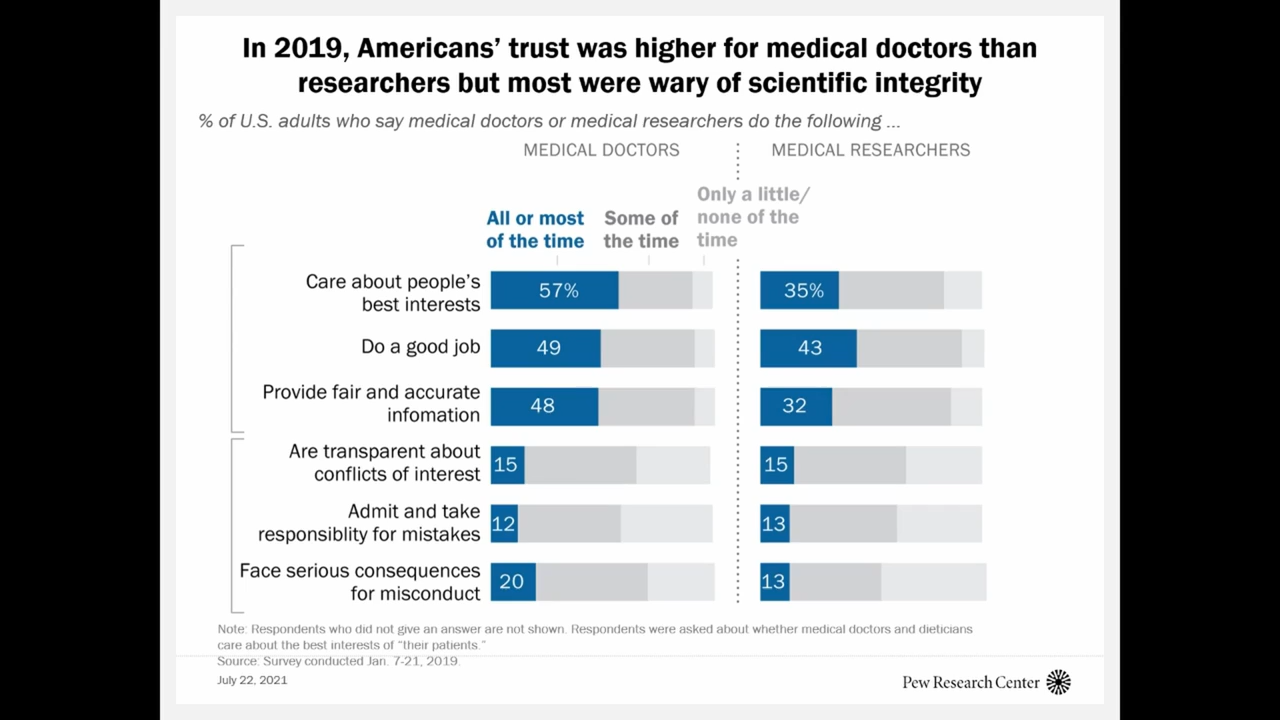 In 2019, Americans’ trust was higher for medical doctors than
researchers but most were wary of scientific integrity
% of U.S. adults who say medical doctors or medical researchers do the following ...
MEDICAL DOCTORS
MEDICAL RESEARCHERS
All or most
of the time
Some of
the time
Only a little/
none of the
time
Care about people’s
best interests
57%
35%
Do a good job
49
43
Provide fair and accurate
infomation
48
32
Are transparent about
conflicts of interest
15
15
Admit and take
responsiblity for mistakes
12
13
Face serious consequences
for misconduct
20
13
Note: Respondents who did not give an answer are not shown. Respondents were asked about whether medical doctors and dieticians
care about the best interests of “their patients.”
Source: Survey conducted Jan. 7-21, 2019.
July 22, 2021
Pew Research Center